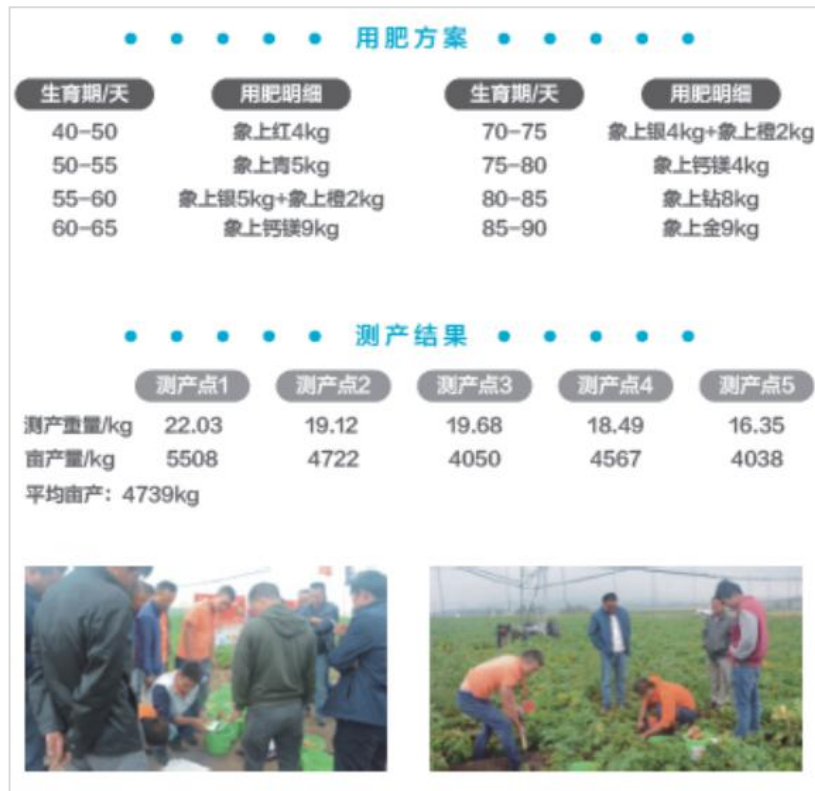 用肥方案
生育期/天 用肥明细 生育期/天 用肥明细
40-50 象上红4kg 70-75 象上银4kg+象上橙2kg
50-55 象上青5kg 75-80 象上钙镁4kg
55-60 象上银5kg+象上橙2kg 80-85 象上钻8kg
60-65 象上钙镁9kg 85-90 象上金9kg
测产结果
测产点1 测产点2 测产点3 测产点4 测产点5
测产重量/kg 22.03 19.12 19.68 18.49 16.35
亩产量/kg 5508 4722 4050 4567 4038
平均亩产：4739kg